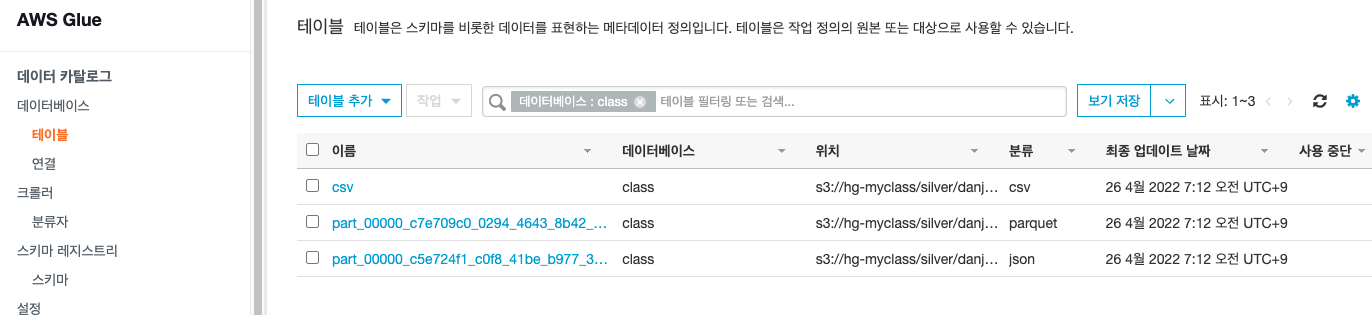 AWS Glue
데이터 카탈로그
데이터베이스
테이블
연결
크롤러
분류자
스키마 레지스트리
스키마
설정
테이블 테이블은 스키마를 비롯한 데이터를 표현하는 메타데이터 정의입니다. 테이블은 작업 정의의 원본 또는 대상으로 사용할 수 있습니다.
테이블 추가 작업 데이터베이스 : class 테이블 필터링 또는 검색... 보기 저장 표시: 1~3
이름 데이터베이스 위치 분류 최종 업데이트 날짜 사용 중단
csv class s3://hg-myclass/silver/danj... csv 26 4월 2022 7:12 오전 UTC+9
part_00000_c7e709c0_0294_4643_8b42_... class s3://hg-myclass/silver/danj... parquet 26 4월 2022 7:12 오전 UTC+9
part_00000_c5e724f1_c0f8_41be_b977_3... class s3://hg-myclass/silver/danj... json 26 4월 2022 7:12 오전 UTC+9